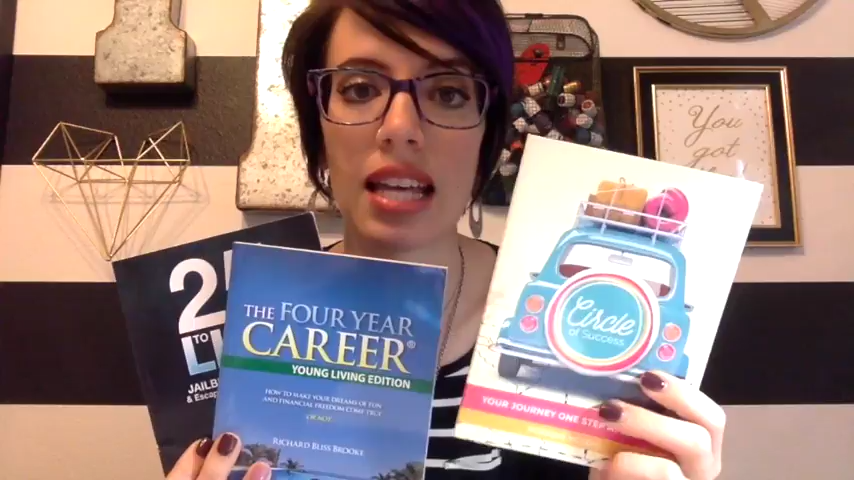 You
got
2
TO
JAILB
& Escap
THE FOUR YEAR
CAREER®
YOUNG LIVING EDITION
HOW TO MAKE YOUR DREAMS OF FUN
AND FINANCIAL FREEDOM COME TRUE
OR NOT
RICHARD BLISS BROOKE
Circle
of Success
YOUR JOURNEY ONE STEP A